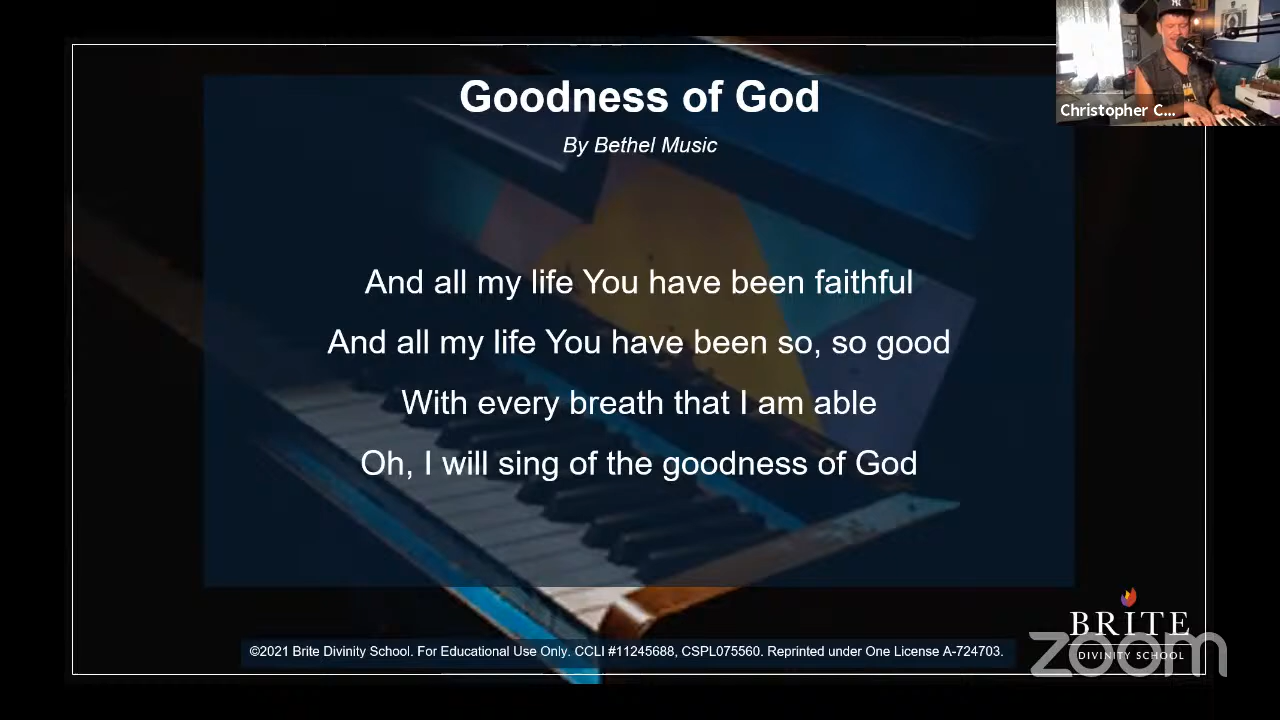 Goodness of God
By Bethel Music
Christopher C...
And all my life You have been faithful
And all my life You have been so, so good
With every breath that I am able
Oh, I will sing of the goodness of God
©2021 Brite Divinity School. For Educational Use Only. CCLI #11245688, CSPL075560. Reprinted under One License A-724703.
BRITE
DIVINITY SCHOOL
zoom